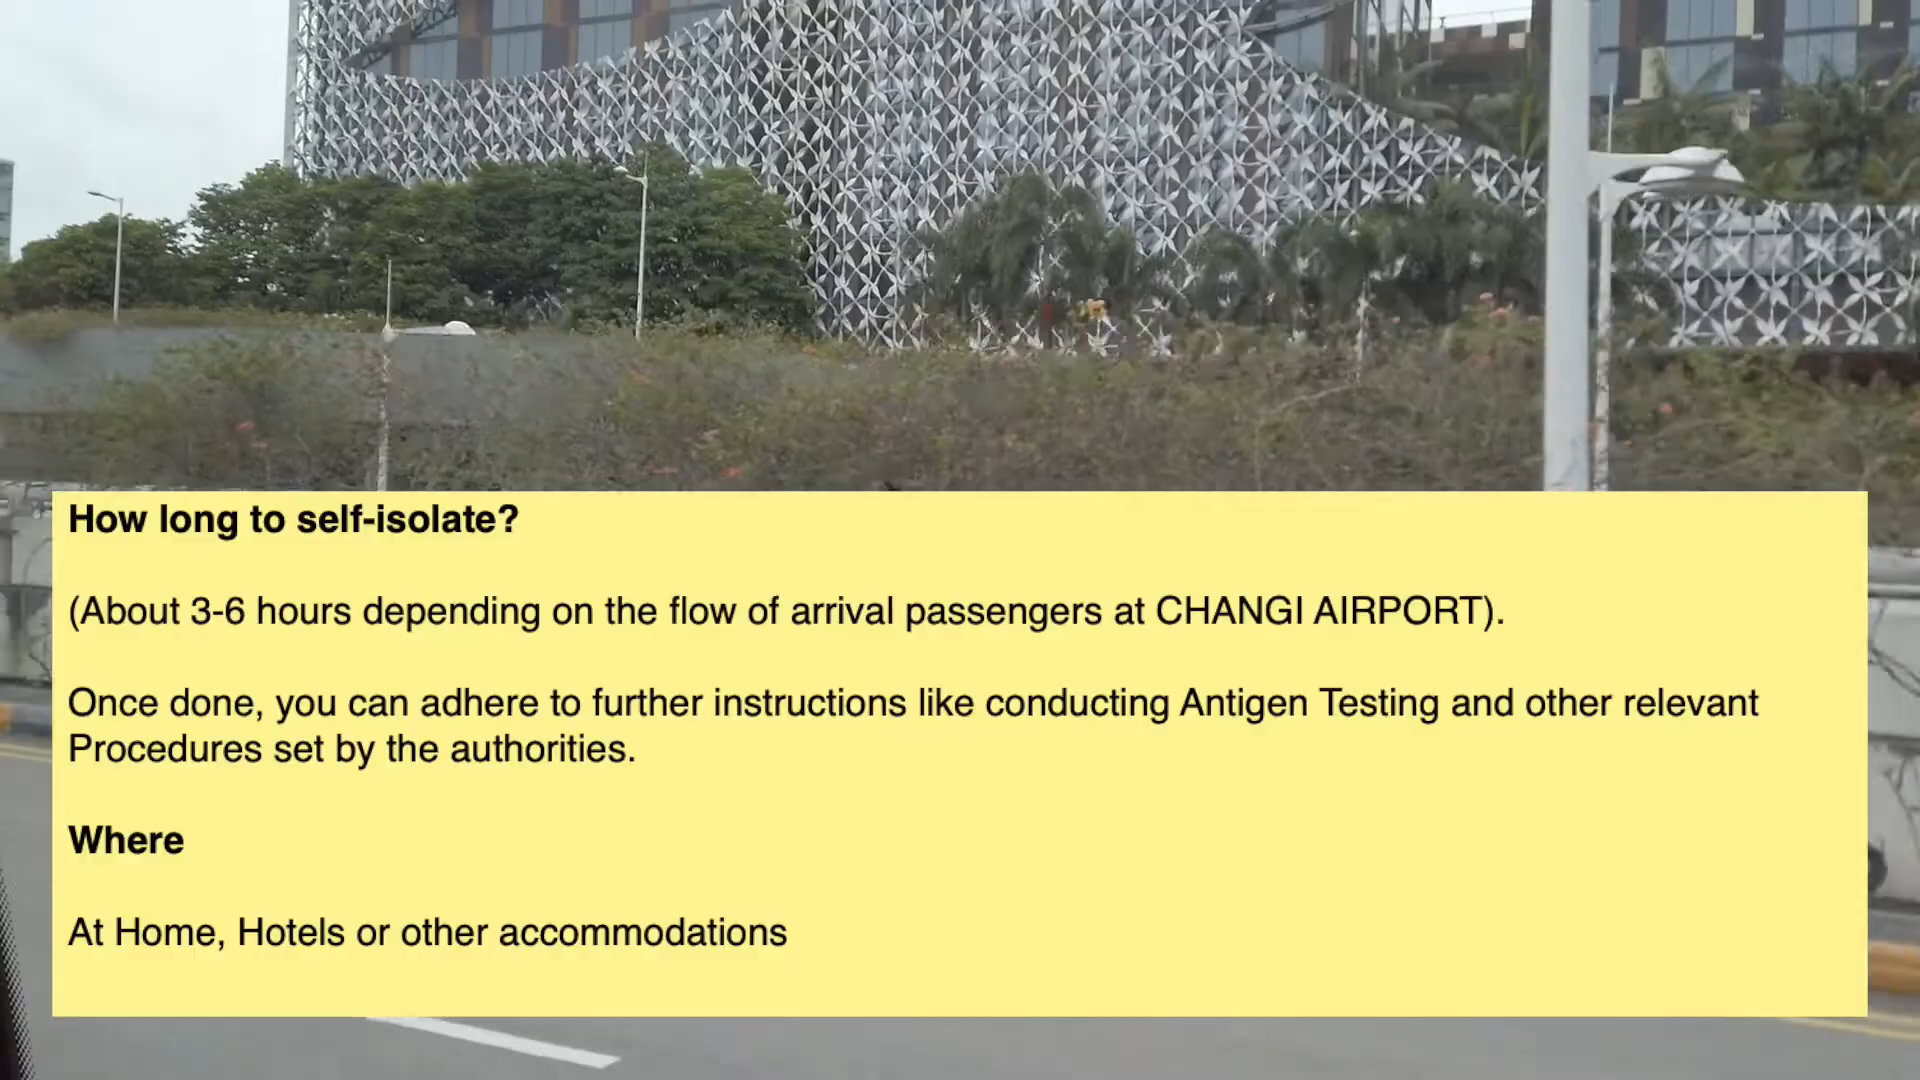 How long to self-isolate?
(About 3-6 hours depending on the flow of arrival passengers at CHANGI AIRPORT).
Once done, you can adhere to further instructions like conducting Antigen Testing and other relevant
Procedures set by the authorities.
Where
At Home, Hotels or other accommodations